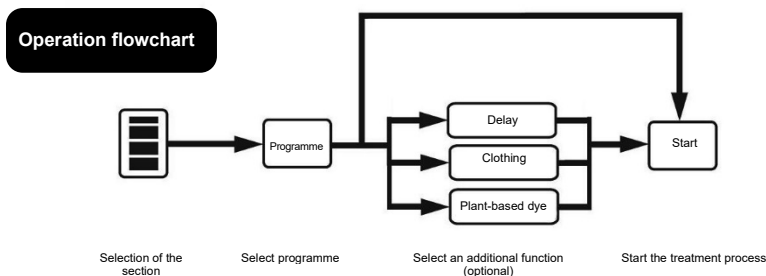 Operation flowchart
Delay
Programme
Clothing
Start
Plant-based dye
Selection of the
section
Select programme
Select an additional function
(optional)
Start the treatment process